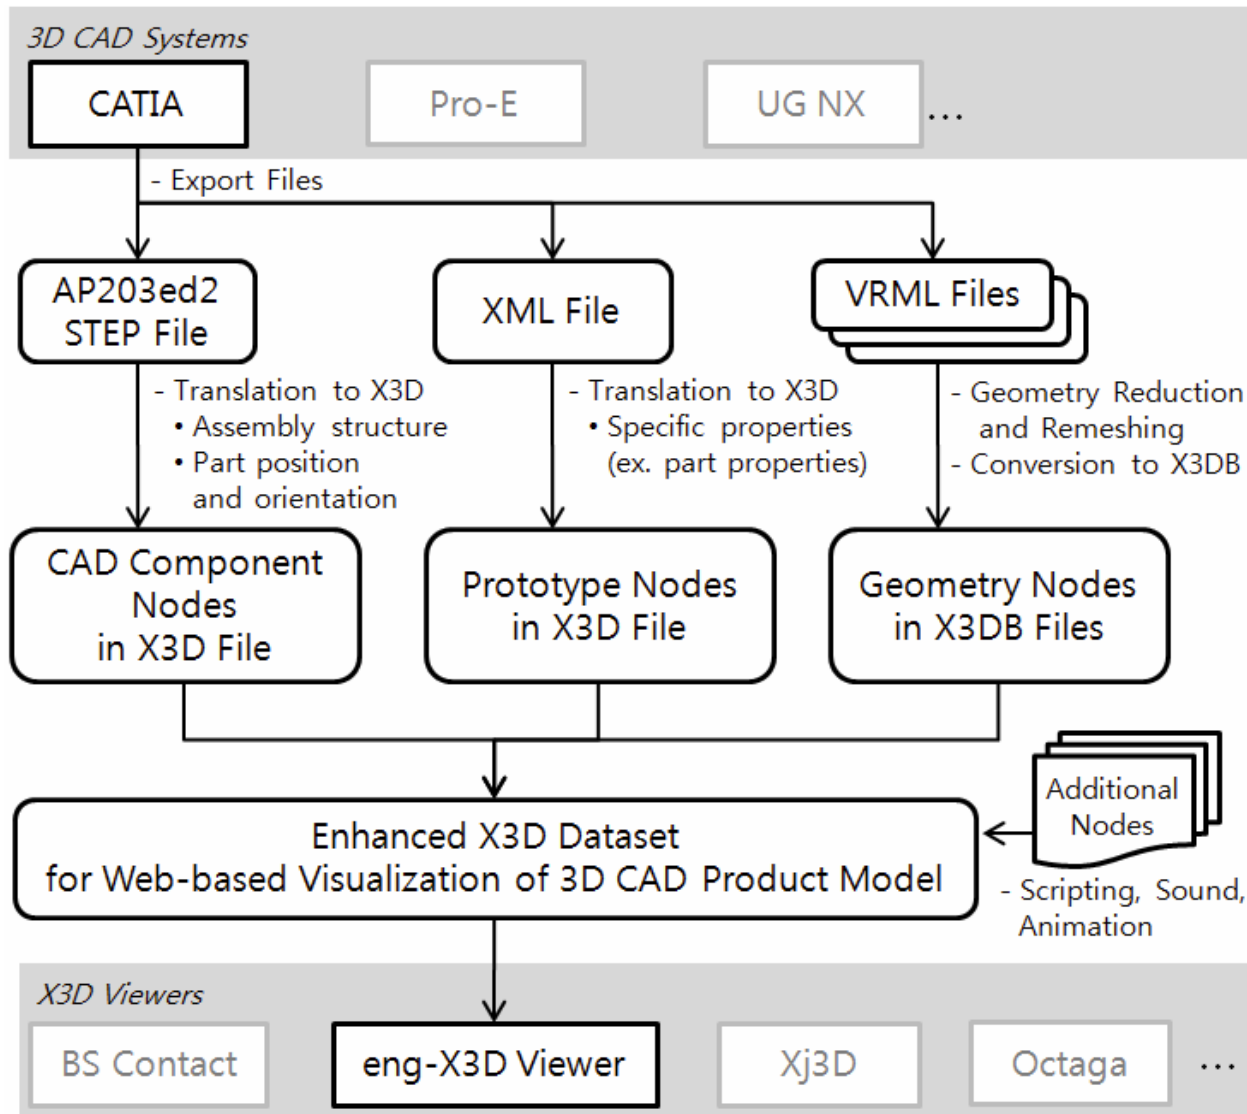 3D CAD Systems
CATIA
Pro-E
UG NX
...
- Export Files
AP203ed2
STEP File
XML File
VRML Files
- Translation to X3D
• Assembly structure
• Part position
and orientation
- Translation to X3D
• Specific properties
(ex. part properties)
- Geometry Reduction
and Remeshing
- Conversion to X3DB
CAD Component
Nodes
in X3D File
Prototype Nodes
in X3D File
Geometry Nodes
in X3DB Files
Additional
Nodes
- Scripting, Sound,
Animation
Enhanced X3D Dataset
for Web-based Visualization of 3D CAD Product Model
X3D Viewers
BS Contact
eng-X3D Viewer
Xj3D
Octaga
...